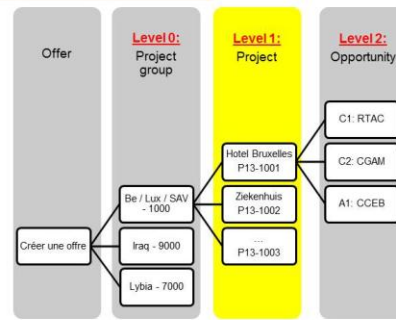 Offer
Level 0:
Project
group
Level 1:
Project
Level 2:
Opportunity
Créer une offre
Be / Lux / SAV
- 1000
Iraq - 9000
Lybia - 7000
Hotel Bruxelles
P13-1001
Ziekenhuis
P13-1002
...
P13-1003
C1: RTAC
C2: CGAM
A1: CCEB